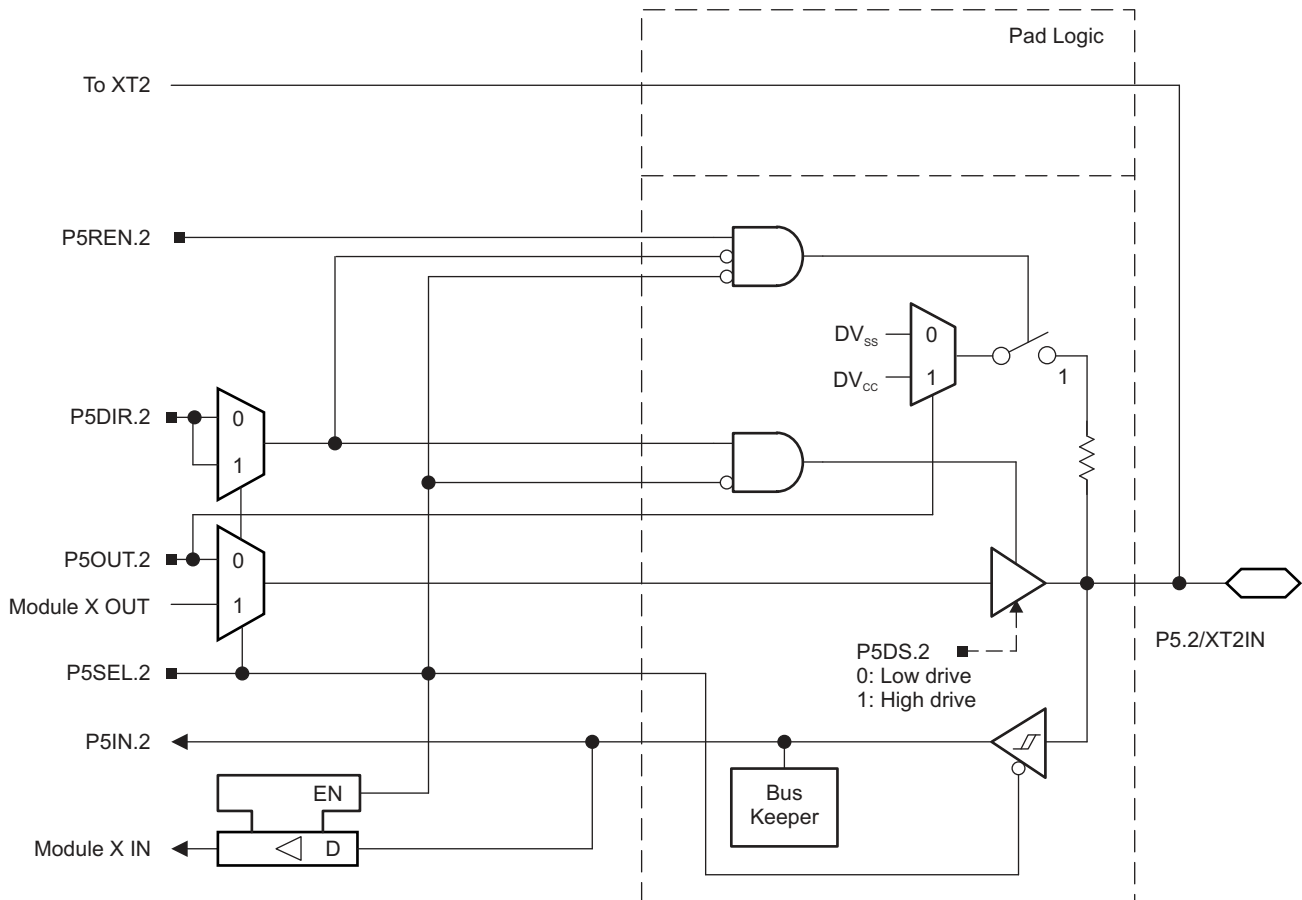 Pad Logic
To XT2
P5REN.2
DVSS
0
DVCC
1
1
P5DIR.2
0
1
P5OUT.2
0
Module X OUT
1
P5SEL.2
P5DS.2
0: Low drive
1: High drive
P5.2/XT2IN
P5IN.2
Bus
Keeper
EN
Module X IN
D